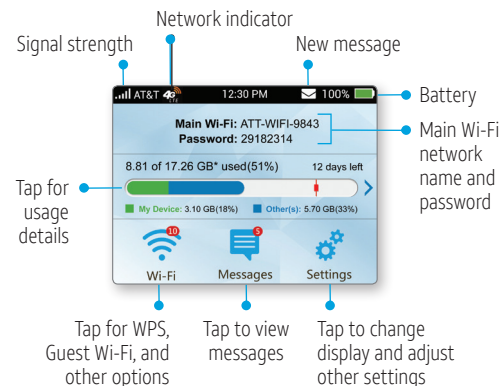 Network indicator
Signal strength
New message
AT&T 4G LTE 12:30 PM 100%
Battery
Main Wi-Fi: ATT-WIFI-9843
Password: 29182314
Main Wi-Fi
network
name and
password
8.81 of 17.26 GB* used(51%) 12 days left
Tap for
usage
details
My Device: 3.10 GB(18%) Other(s): 5.70 GB(33%)
10
5
Wi-Fi Messages Settings
Tap for WPS,
Guest Wi-Fi, and
other options
Tap to view
messages
Tap to change
display and adjust
other settings